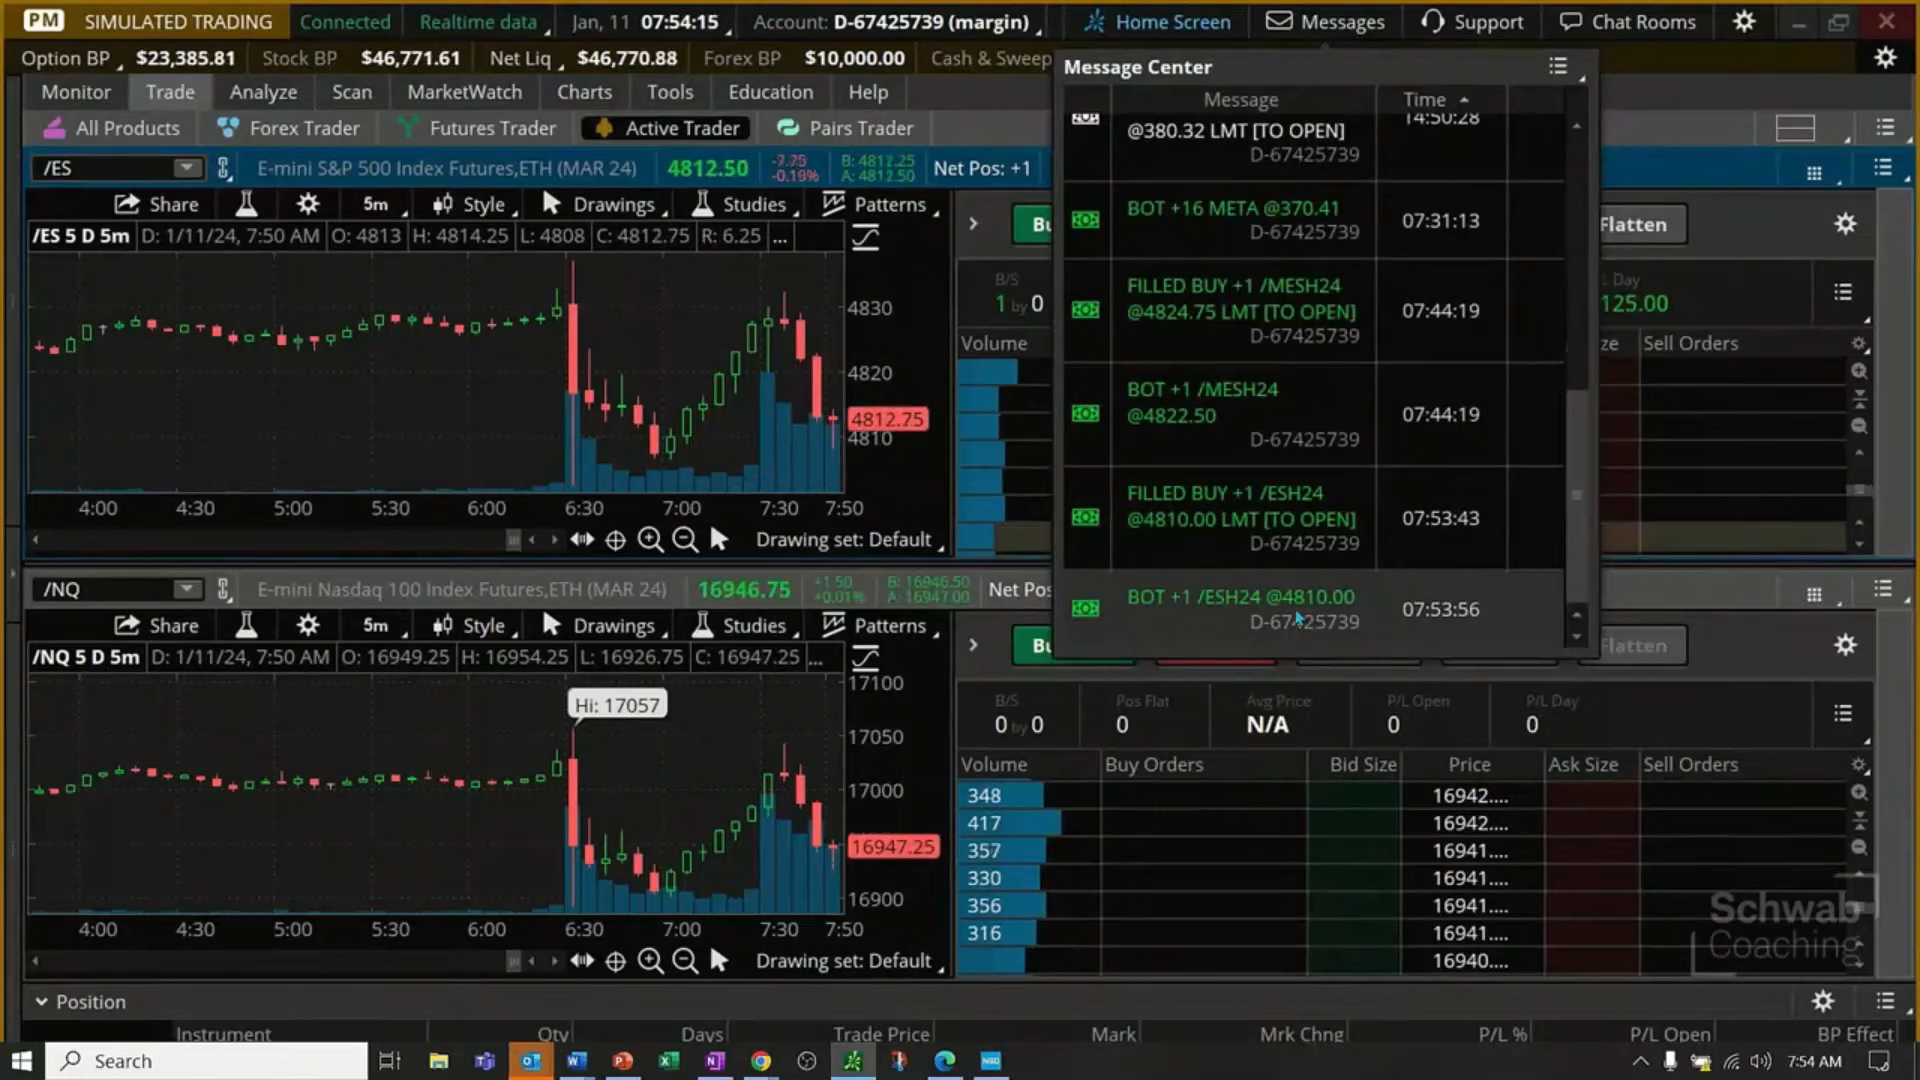 PM SIMULATED TRADING Connected Realtime data Jan, 11 07:54:15 Account: D-67425739 (margin) Home Screen Messages Support Chat Rooms
Option BP $23,385.81 Stock BP $46,771.61 Net Liq $46,770.88 Forex BP $10,000.00 Cash & Sweep
Monitor Trade Analyze Scan MarketWatch Charts Tools Education Help
All Products Forex Trader Futures Trader Active Trader Pairs Trader
/ES E-mini S&P 500 Index Futures,ETH (MAR 24) 4812.50 -7.75 -0.19% B: 4812.25 A: 4812.50 Net Pos: +1
Share 5m Style Drawings Studies Patterns
/ES 5 D 5m D: 1/11/24, 7:50 AM O: 4813 H: 4814.25 L: 4808 C: 4812.75 R: 6.25 ...
4830
4820
4812.75
4810
4:00 4:30 5:00 5:30 6:00 6:30 7:00 7:30 7:50
Drawing set: Default
Message Center
Message Time
14:50:28
@380.32 LMT [TO OPEN]
D-67425739
BOT +16 META @370.41
D-67425739
07:31:13
FILLED BUY +1 /MESH24
@4824.75 LMT [TO OPEN]
D-67425739
07:44:19
BOT +1 /MESH24
@4822.50
D-67425739
07:44:19
FILLED BUY +1 /ESH24
@4810.00 LMT [TO OPEN]
D-67425739
07:53:43
BOT +1 /ESH24 @4810.00
D-67425739
07:53:56
Flatten
B/S
1 by 0
Day
125.00
Volume Sell Orders
/NQ E-mini Nasdaq 100 Index Futures,ETH (MAR 24) 16946.75 +1.50 +0.01% B: 16946.50 A: 16947.00 Net Pos
Share 5m Style Drawings Studies Patterns
/NQ 5 D 5m D: 1/11/24, 7:50 AM O: 16949.25 H: 16954.25 L: 16926.75 C: 16947.25 ...
Hi: 17057
17100
17050
17000
16947.25
16900
4:00 4:30 5:00 5:30 6:00 6:30 7:00 7:30 7:50
Drawing set: Default
Flatten
B/S Pos Flat Avg Price P/L Open P/L Day
0 by 0 0 N/A 0 0
Volume Buy Orders Bid Size Price Ask Size Sell Orders
348 16942....
417 16942....
357 16941....
330 16941....
356 16941....
316 16941....
16940....
Schwab
Coaching
Position
Instrument Qty Days Trade Price Mark Mrk Chng P/L % P/L Open BP Effect
Search 7:54 AM